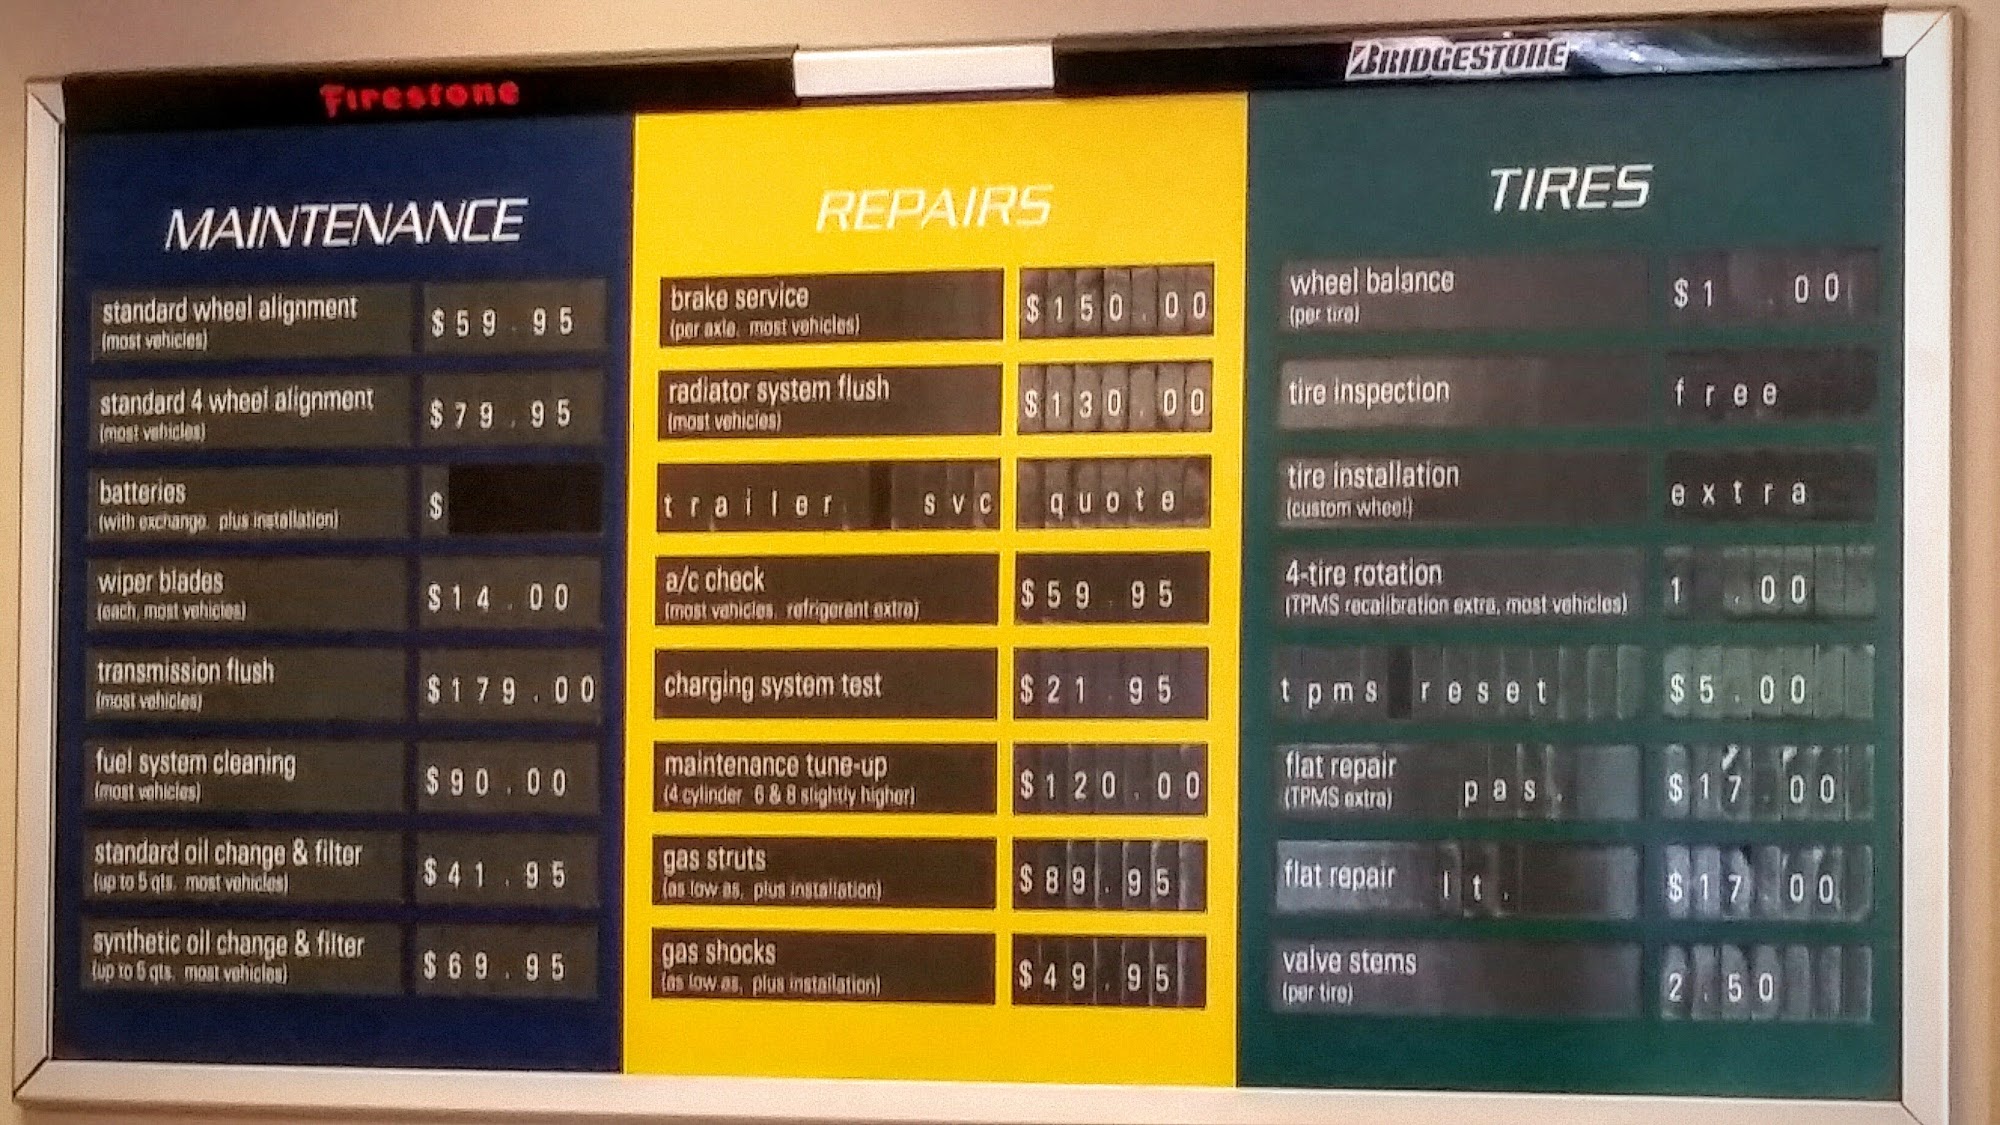 Firestone
BRIDGESTONE
MAINTENANCE
standard wheel alignment $59.95
(most vehicles)
standard 4 wheel alignment $79.95
(most vehicles)
batteries $
(with exchange, plus installation)
wiper blades $14.00
(each, most vehicles)
transmission flush $179.00
(most vehicles)
fuel system cleaning $90.00
(most vehicles)
standard oil change & filter $41.95
(up to 5 qts. most vehicles)
synthetic oil change & filter $69.95
(up to 6 qts. most vehicles)
REPAIRS
brake service $150.00
(per axle, most vehicles)
radiator system flush $130.00
(most vehicles)
trailer svc quote
a/c check $59.95
(most vehicles, refrigerant extra)
charging system test $21.95
maintenance tune-up $120.00
(4 cylinder 6 & 8 slightly higher)
gas struts $89.95
(as low as, plus installation)
gas shocks $49.95
(as low as, plus installation)
TIRES
wheel balance $1 .00
(per tire)
tire inspection free
tire installation extra
(custom wheel)
4-tire rotation 1 .00
(TPMS recalibration extra, most vehicles)
tpms reset $5.00
flat repair pas. $17.00
(TPMS extra)
flat repair lt. $17.00
valve stems 2.50
(per tire)